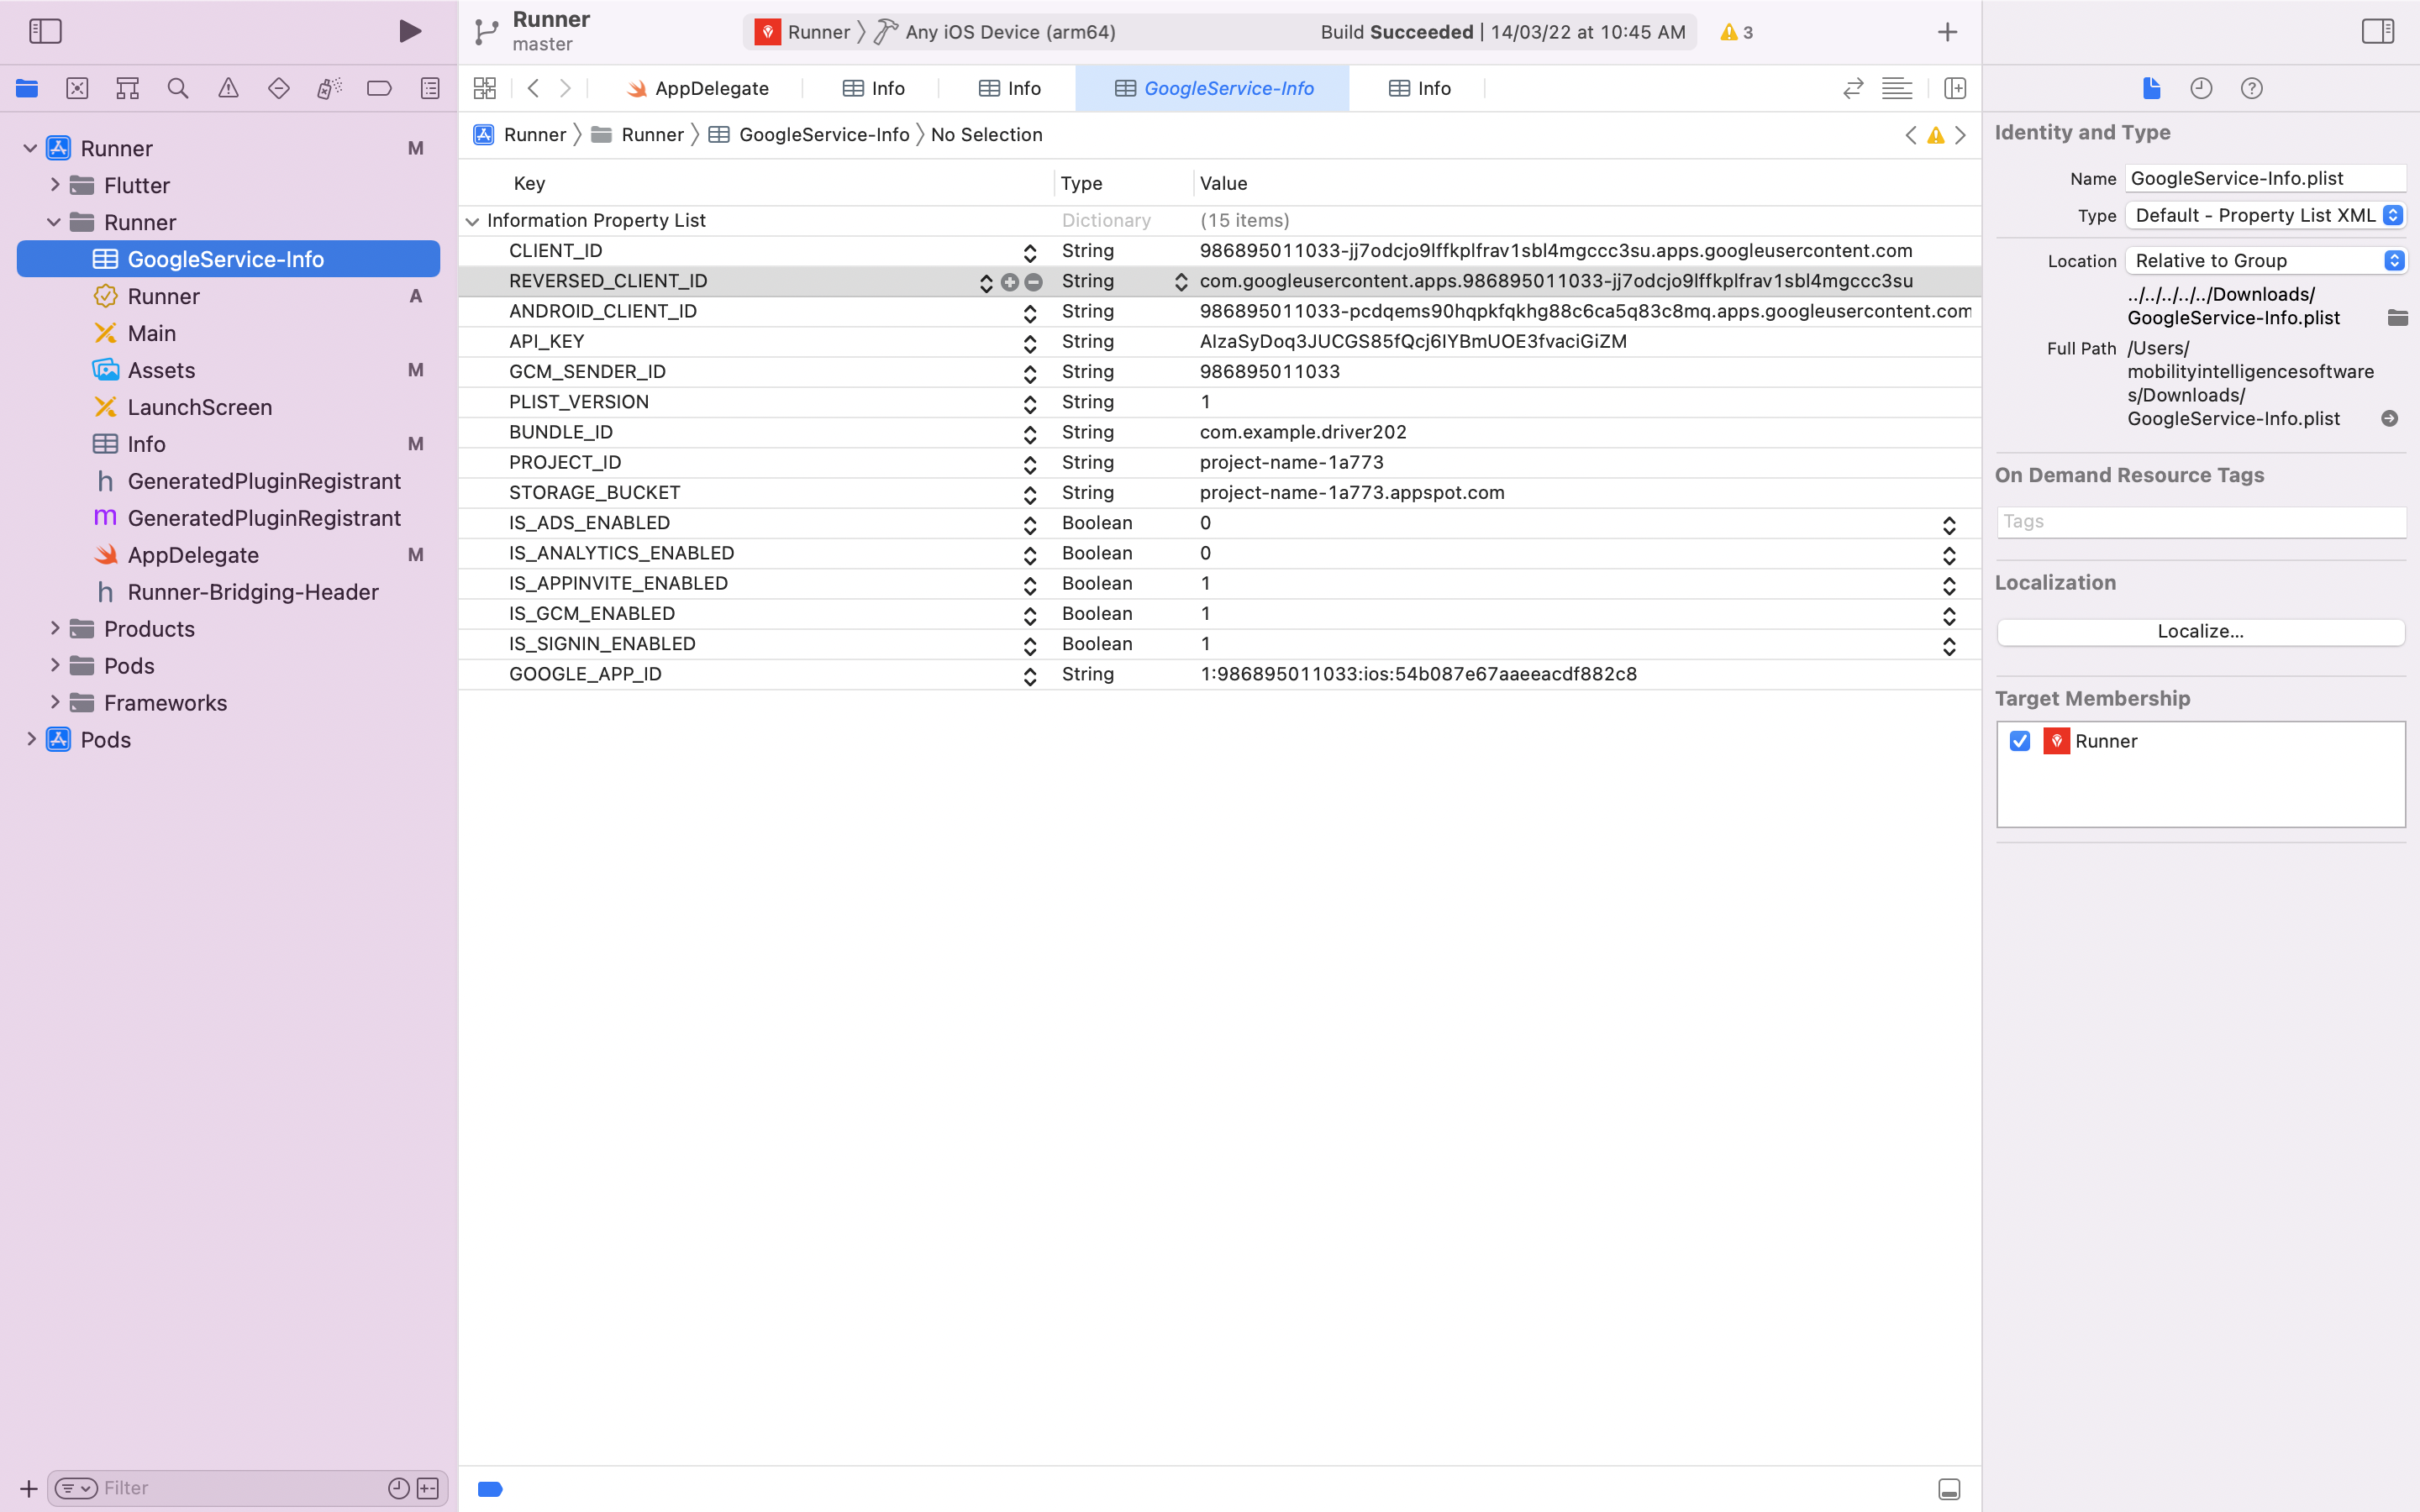 Runner
master
Runner
Any iOS Device (arm64)
Build Succeeded | 14/03/22 at 10:45 AM
3
AppDelegate
Info
Info
GoogleService-Info
Info
Runner
Runner
GoogleService-Info
No Selection
Runner M
Flutter
Runner
GoogleService-Info
Runner A
Main
Assets M
LaunchScreen
Info M
h GeneratedPluginRegistrant
m GeneratedPluginRegistrant
AppDelegate M
h Runner-Bridging-Header
Products
Pods
Frameworks
Pods
Filter
Key Type Value
Information Property List Dictionary (15 items)
CLIENT_ID String 986895011033-jj7odcjo9lffkplfrav1sbl4mgccc3su.apps.googleusercontent.com
REVERSED_CLIENT_ID String com.googleusercontent.apps.986895011033-jj7odcjo9lffkplfrav1sbl4mgccc3su
ANDROID_CLIENT_ID String 986895011033-pcdqems90hqpkfqkhg88c6ca5q83c8mq.apps.googleusercontent.com
API_KEY String AIzaSyDoq3JUCGS85fQcj6IYBmUOE3fvaciGiZM
GCM_SENDER_ID String 986895011033
PLIST_VERSION String 1
BUNDLE_ID String com.example.driver202
PROJECT_ID String project-name-1a773
STORAGE_BUCKET String project-name-1a773.appspot.com
IS_ADS_ENABLED Boolean 0
IS_ANALYTICS_ENABLED Boolean 0
IS_APPINVITE_ENABLED Boolean 1
IS_GCM_ENABLED Boolean 1
IS_SIGNIN_ENABLED Boolean 1
GOOGLE_APP_ID String 1:986895011033:ios:54b087e67aaeeacdf882c8
Identity and Type
Name GoogleService-Info.plist
Type Default - Property List XML
Location Relative to Group
../../../../../Downloads/
GoogleService-Info.plist
Full Path /Users/
mobilityintelligencesoftware
s/Downloads/
GoogleService-Info.plist
On Demand Resource Tags
Tags
Localization
Localize...
Target Membership
Runner